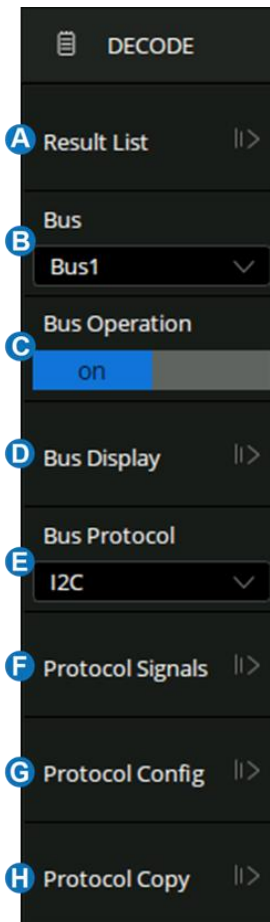 DECODE
A Result List
Bus
B Bus1
Bus Operation
C on
D Bus Display
Bus Protocol
E I2C
F Protocol Signals
G Protocol Config
H Protocol Copy